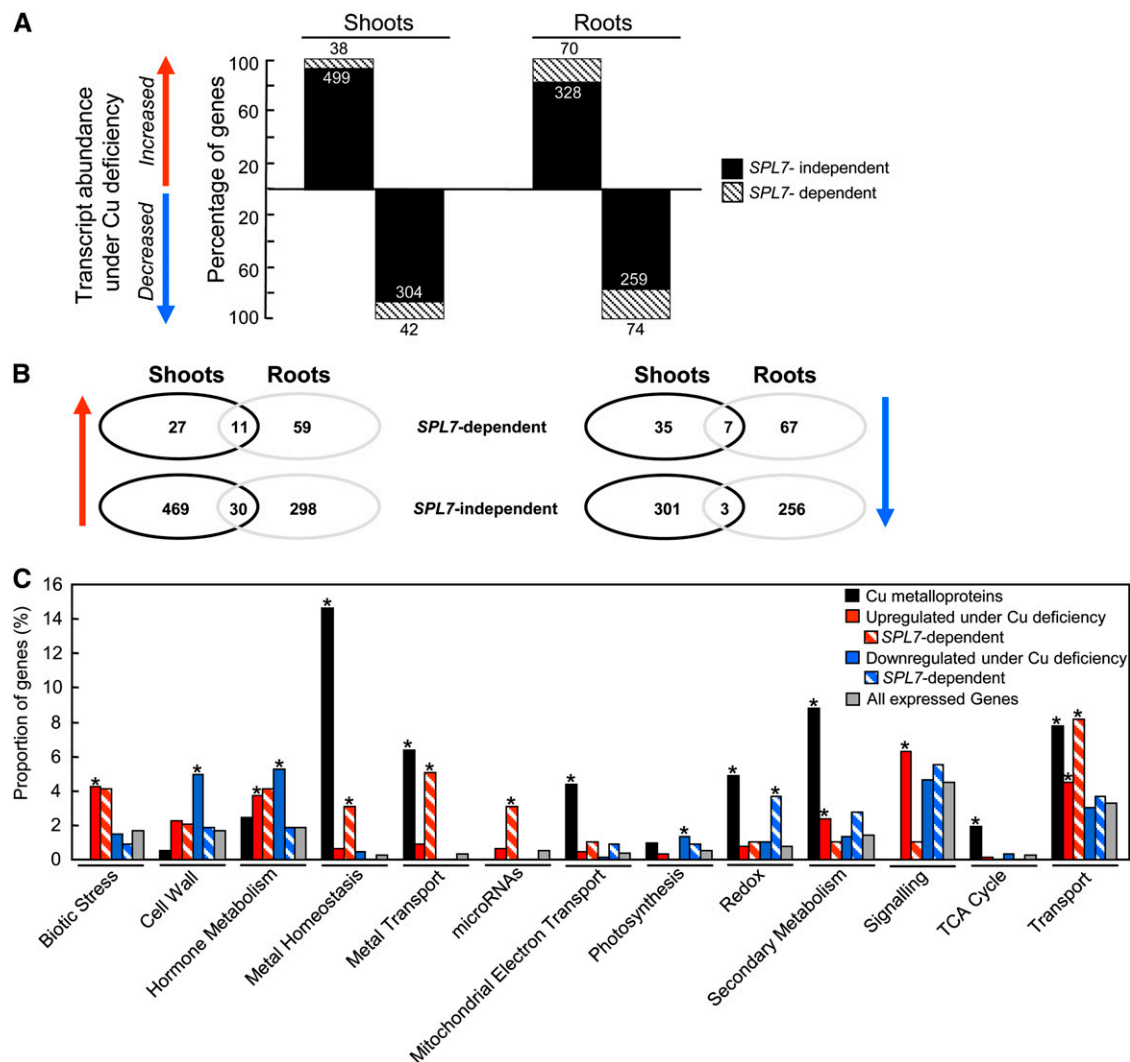 A
Shoots
Roots
Transcript abundance
under Cu deficiency
Increased
Decreased
Percentage of genes
100
60
20
20
60
100
38
499
304
42
70
328
259
74
SPL7- independent
SPL7- dependent
B
Shoots Roots
27 11 59
SPL7-dependent
469 30 298
SPL7-independent
Shoots Roots
35 7 67
301 3 256
C
Proportion of genes (%)
16
14
12
10
8
6
4
2
0
Cu metalloproteins
Upregulated under Cu deficiency
SPL7-dependent
Downregulated under Cu deficiency
SPL7-dependent
All expressed Genes
* * * * * * * * * * * * * * * * * * *
Biotic Stress
Cell Wall
Hormone Metabolism
Metal Homeostasis
Metal Transport
microRNAs
Mitochondrial Electron Transport
Photosynthesis
Redox
Secondary Metabolism
Signalling
TCA Cycle
Transport